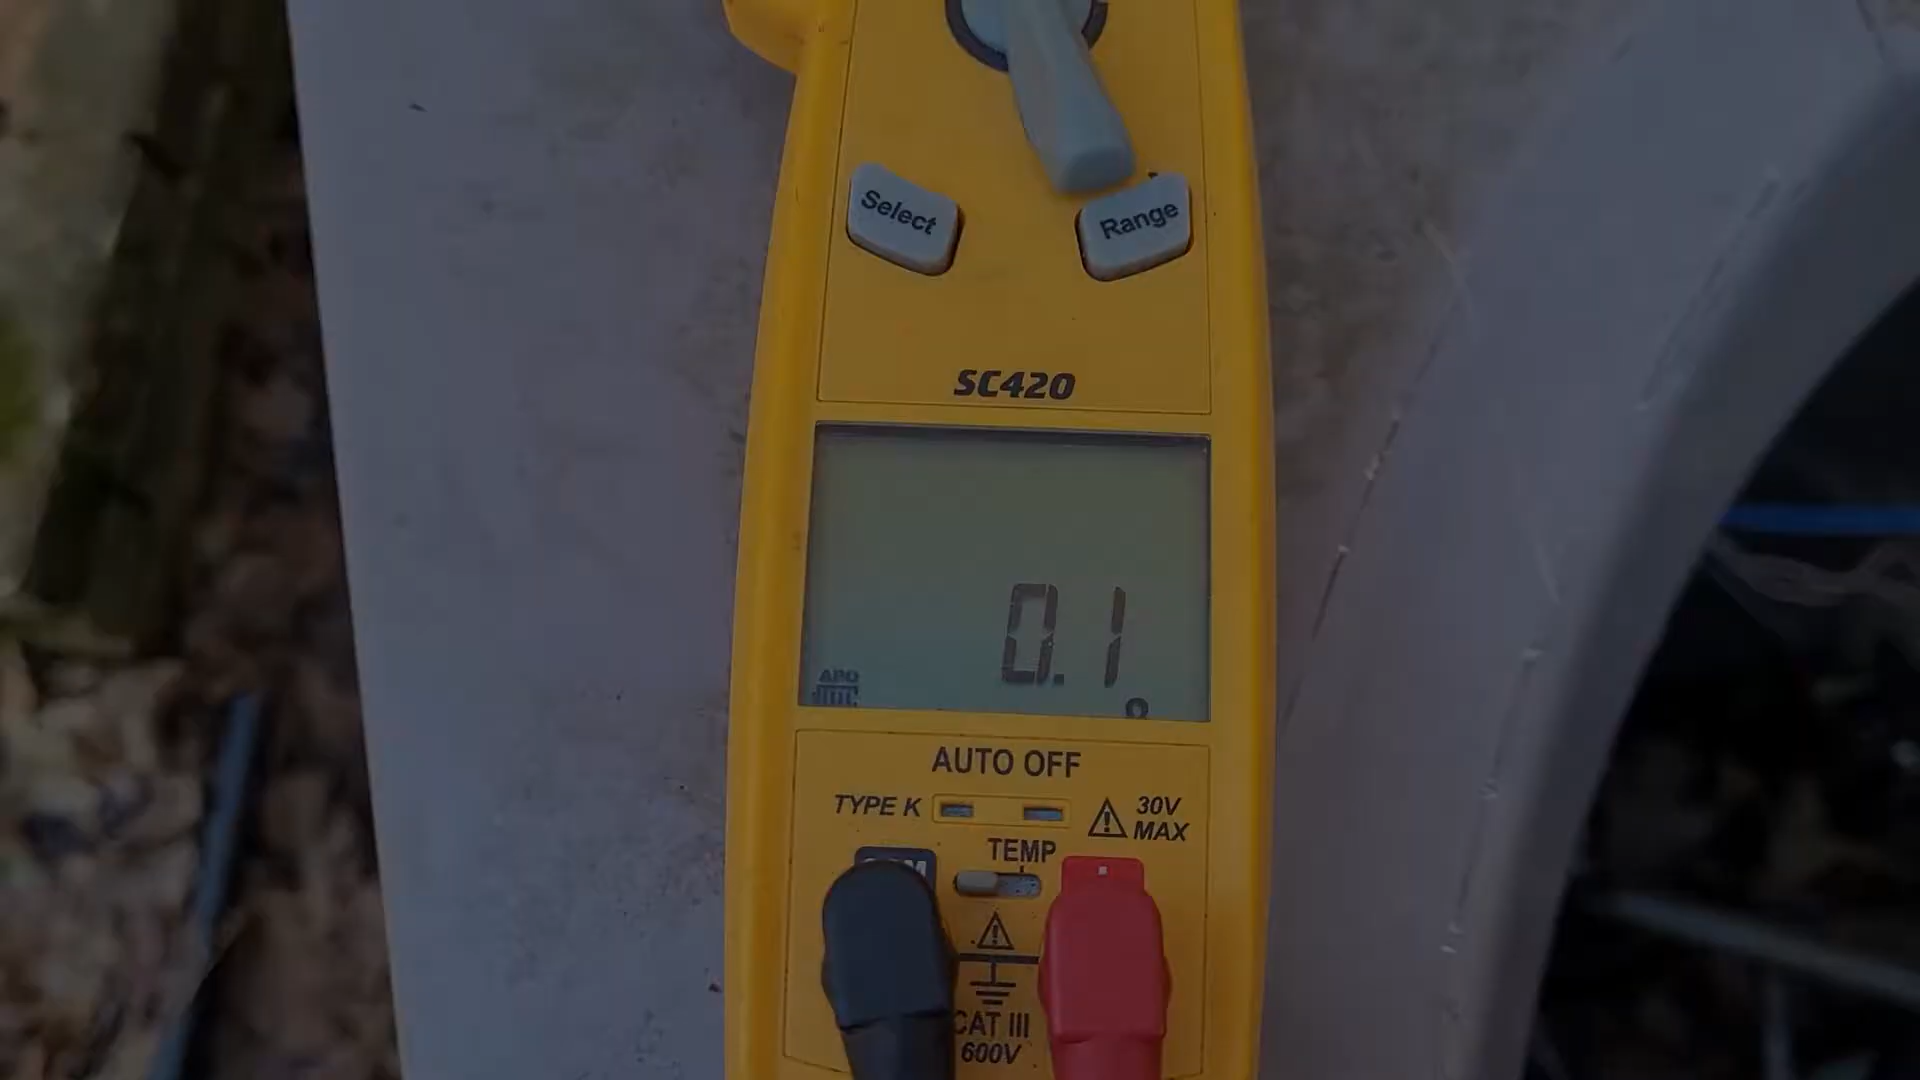 Select
Range
SC420
0.1
APO
AUTO OFF
TYPE K
30V
MAX
TEMP
CAT III
600V